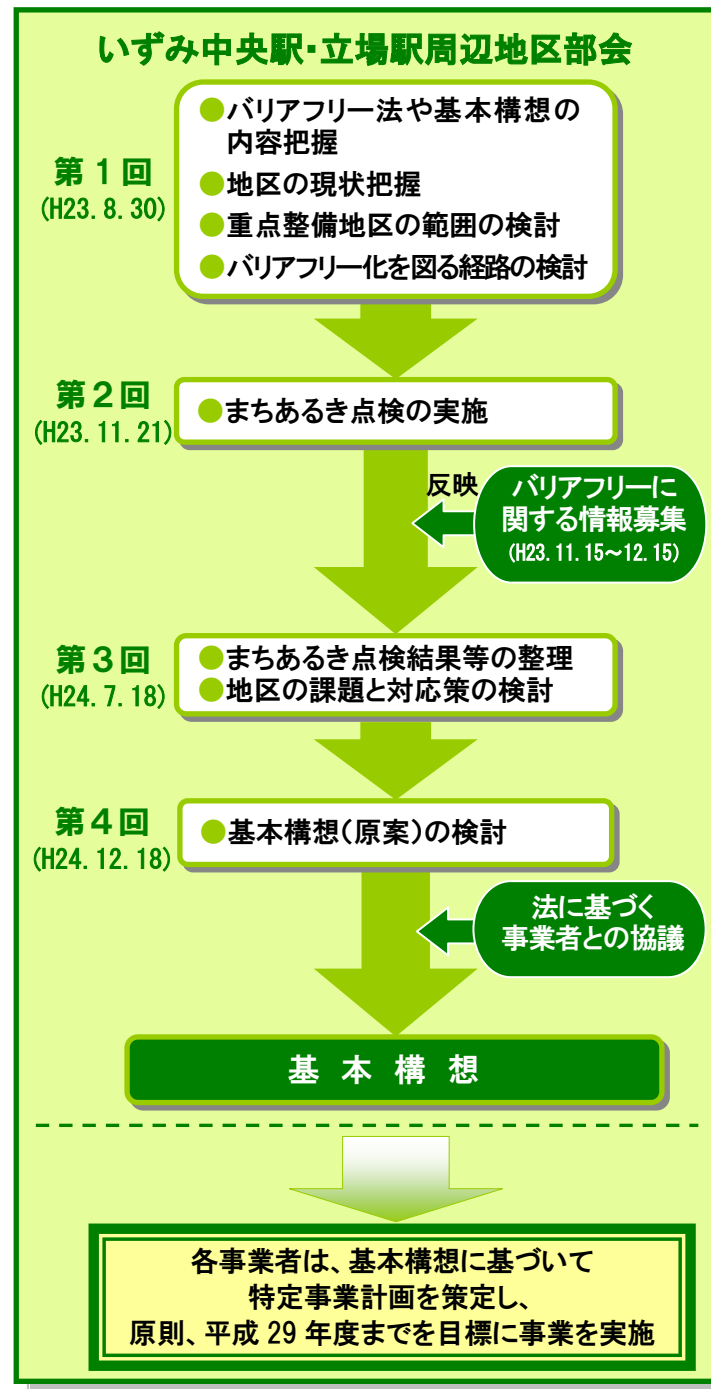 いずみ中央駅・立場駅周辺地区部会
第1回
(H23.8.30)
●バリアフリー法や基本構想の
内容把握
●地区の現状把握
●重点整備地区の範囲の検討
●バリアフリー化を図る経路の検討
第2回
(H23.11.21)
●まちあるき点検の実施
反映
バリアフリーに
関する情報募集
(H23.11.15～12.15)
第3回
(H24.7.18)
●まちあるき点検結果等の整理
●地区の課題と対応策の検討
第4回
(H24.12.18)
●基本構想(原案)の検討
法に基づく
事業者との協議
基本構想
各事業者は、基本構想に基づいて
特定事業計画を策定し、
原則、平成29年度までを目標に事業を実施